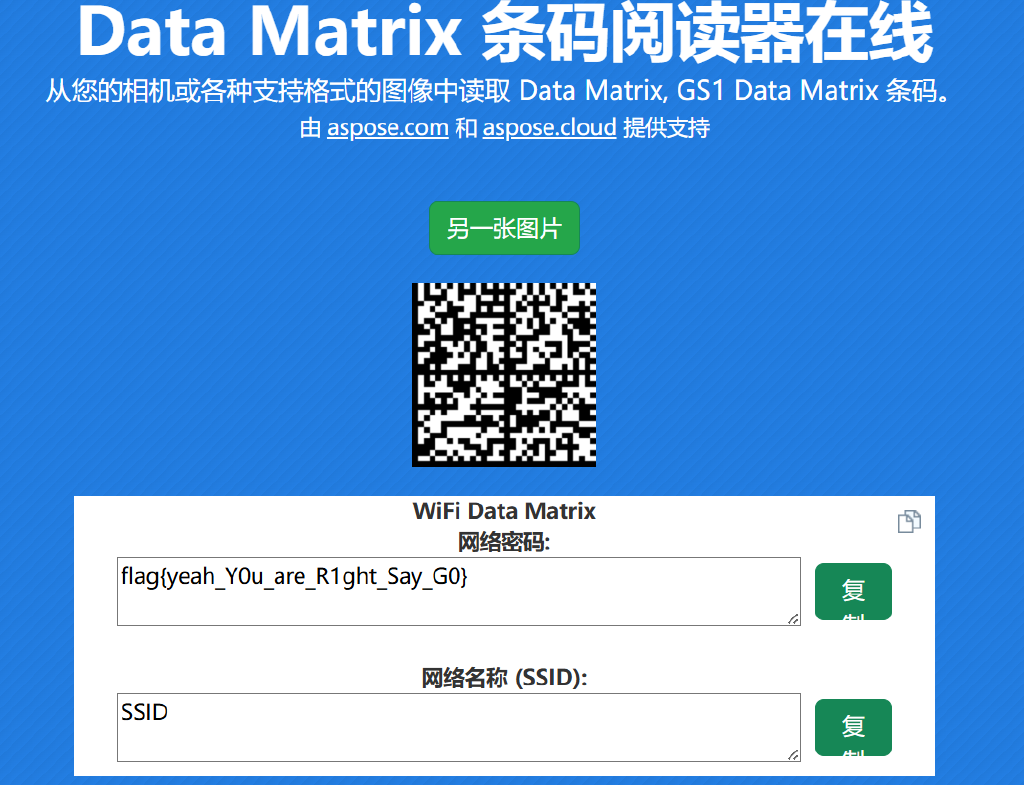 Data Matrix 条码阅读器在线
从您的相机或各种支持格式的图像中读取 Data Matrix, GS1 Data Matrix 条码。
由 aspose.com 和 aspose.cloud 提供支持
另一张图片
WiFi Data Matrix
网络密码:
flag{yeah_Y0u_are_R1ght_Say_G0}
复
制
网络名称 (SSID):
SSID
复
制